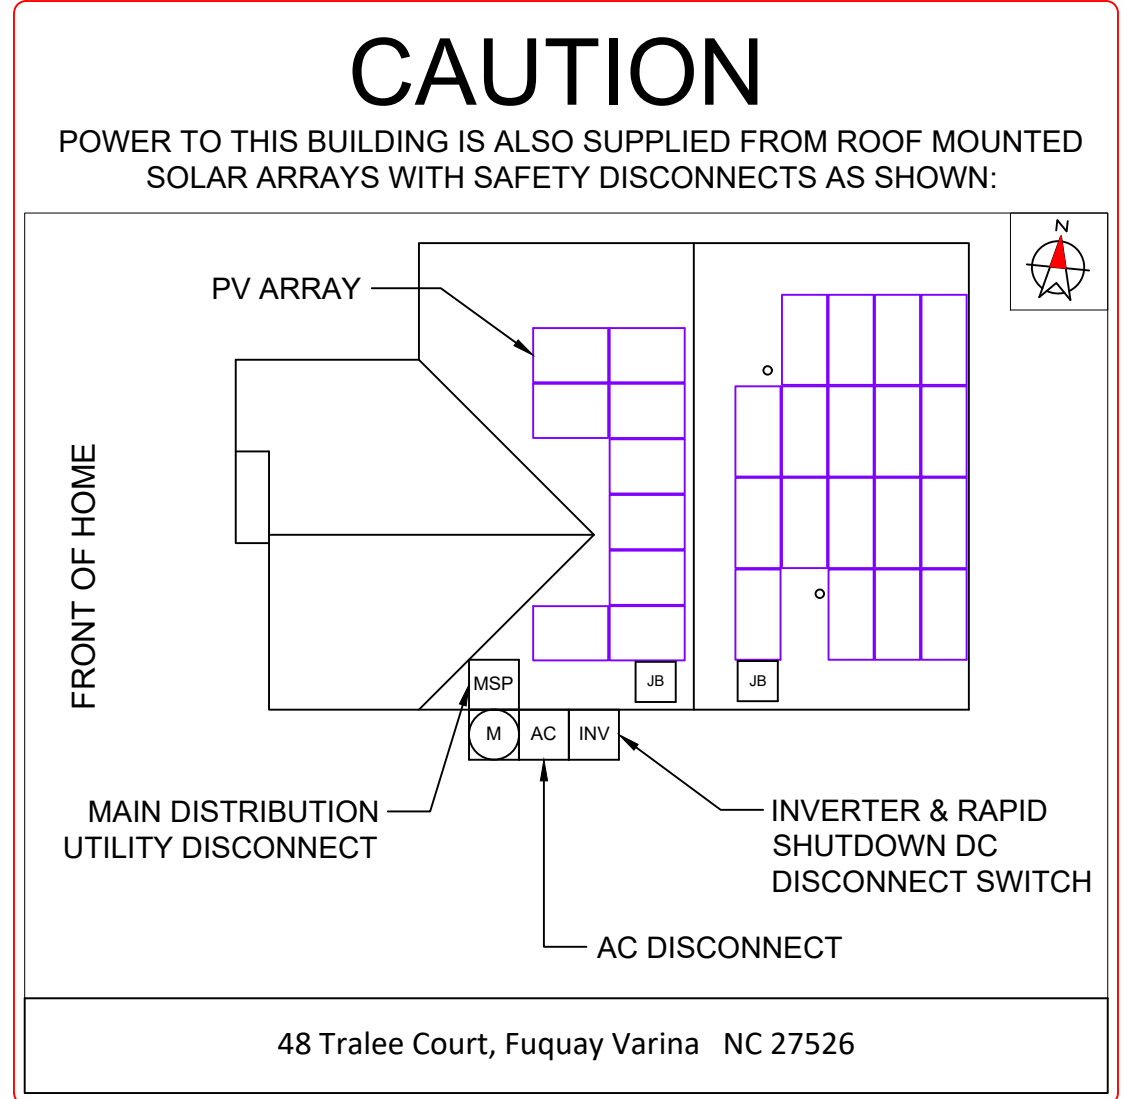 CAUTION
POWER TO THIS BUILDING IS ALSO SUPPLIED FROM ROOF MOUNTED
SOLAR ARRAYS WITH SAFETY DISCONNECTS AS SHOWN:
N
PV ARRAY
FRONT OF HOME
MSP
JB
JB
M
AC
INV
MAIN DISTRIBUTION
UTILITY DISCONNECT
INVERTER & RAPID
SHUTDOWN DC
DISCONNECT SWITCH
AC DISCONNECT
48 Tralee Court, Fuquay Varina   NC 27526